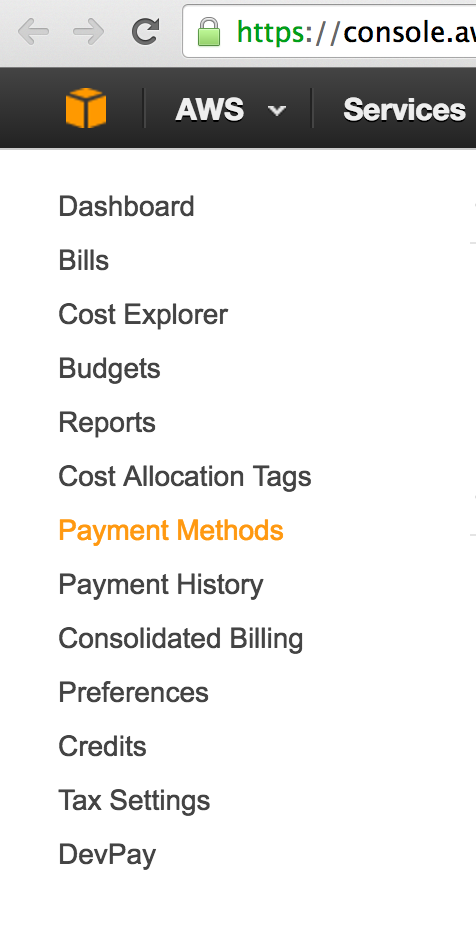 https://console.aw
AWS Services
Dashboard
Bills
Cost Explorer
Budgets
Reports
Cost Allocation Tags
Payment Methods
Payment History
Consolidated Billing
Preferences
Credits
Tax Settings
DevPay